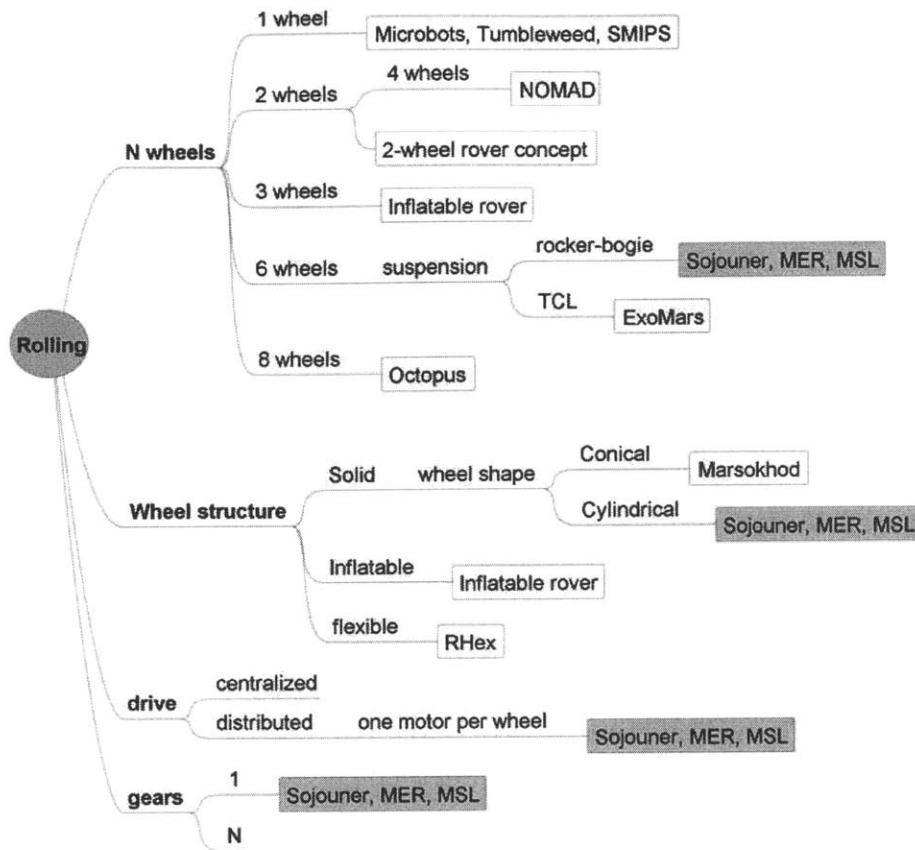 1 wheel
Microbots, Tumbleweed, SMIPS
2 wheels
4 wheels
NOMAD
2-wheel rover concept
N wheels
3 wheels
Inflatable rover
6 wheels
suspension
rocker-bogie
Sojouner, MER, MSL
TCL
ExoMars
8 wheels
Octopus
Rolling
Wheel structure
Solid
wheel shape
Conical
Marsokhod
Cylindrical
Sojouner, MER, MSL
Inflatable
Inflatable rover
flexible
RHex
drive
centralized
distributed
one motor per wheel
Sojouner, MER, MSL
gears
1
Sojouner, MER, MSL
N